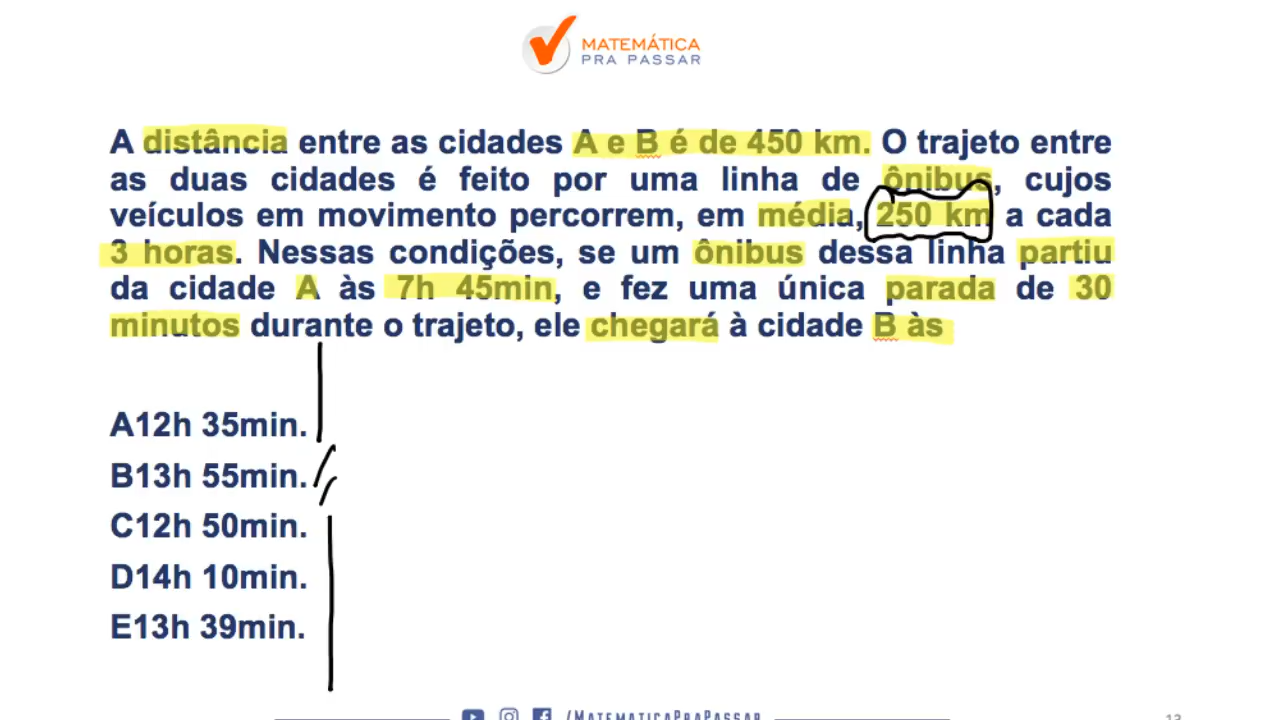 MATEMÁTICA
PRA PASSAR
A distância entre as cidades A e B é de 450 km. O trajeto entre
as duas cidades é feito por uma linha de ônibus, cujos
veículos em movimento percorrem, em média, 250 km a cada
3 horas. Nessas condições, se um ônibus dessa linha partiu
da cidade A às 7h 45min, e fez uma única parada de 30
minutos durante o trajeto, ele chegará à cidade B às
A12h 35min.
B13h 55min.
C12h 50min.
D14h 10min.
E13h 39min.
/MATEMATICAPRAPASSAR